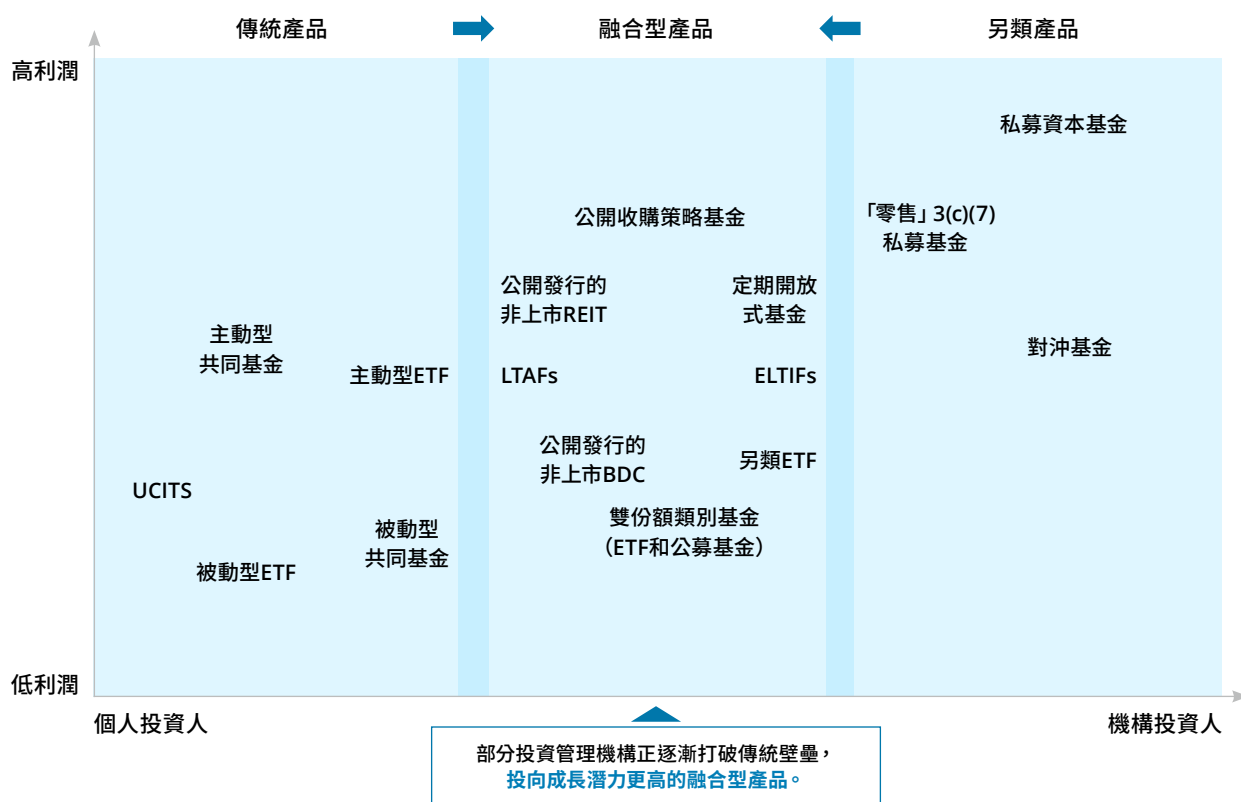 傳統產品
融合型產品
另類產品
高利潤
私募資本基金
公開收購策略基金
「零售」3(c)(7)
私募基金
公開發行的
非上市REIT
定期開放
式基金
主動型
共同基金
對沖基金
主動型ETF
LTAFs
ELTIFs
公開發行的
非上市BDC
另類ETF
UCITS
雙份額類別基金
（ETF和公募基金）
被動型
共同基金
被動型ETF
低利潤
個人投資人
機構投資人
部分投資管理機構正逐漸打破傳統壁壘，
投向成長潛力更高的融合型產品。